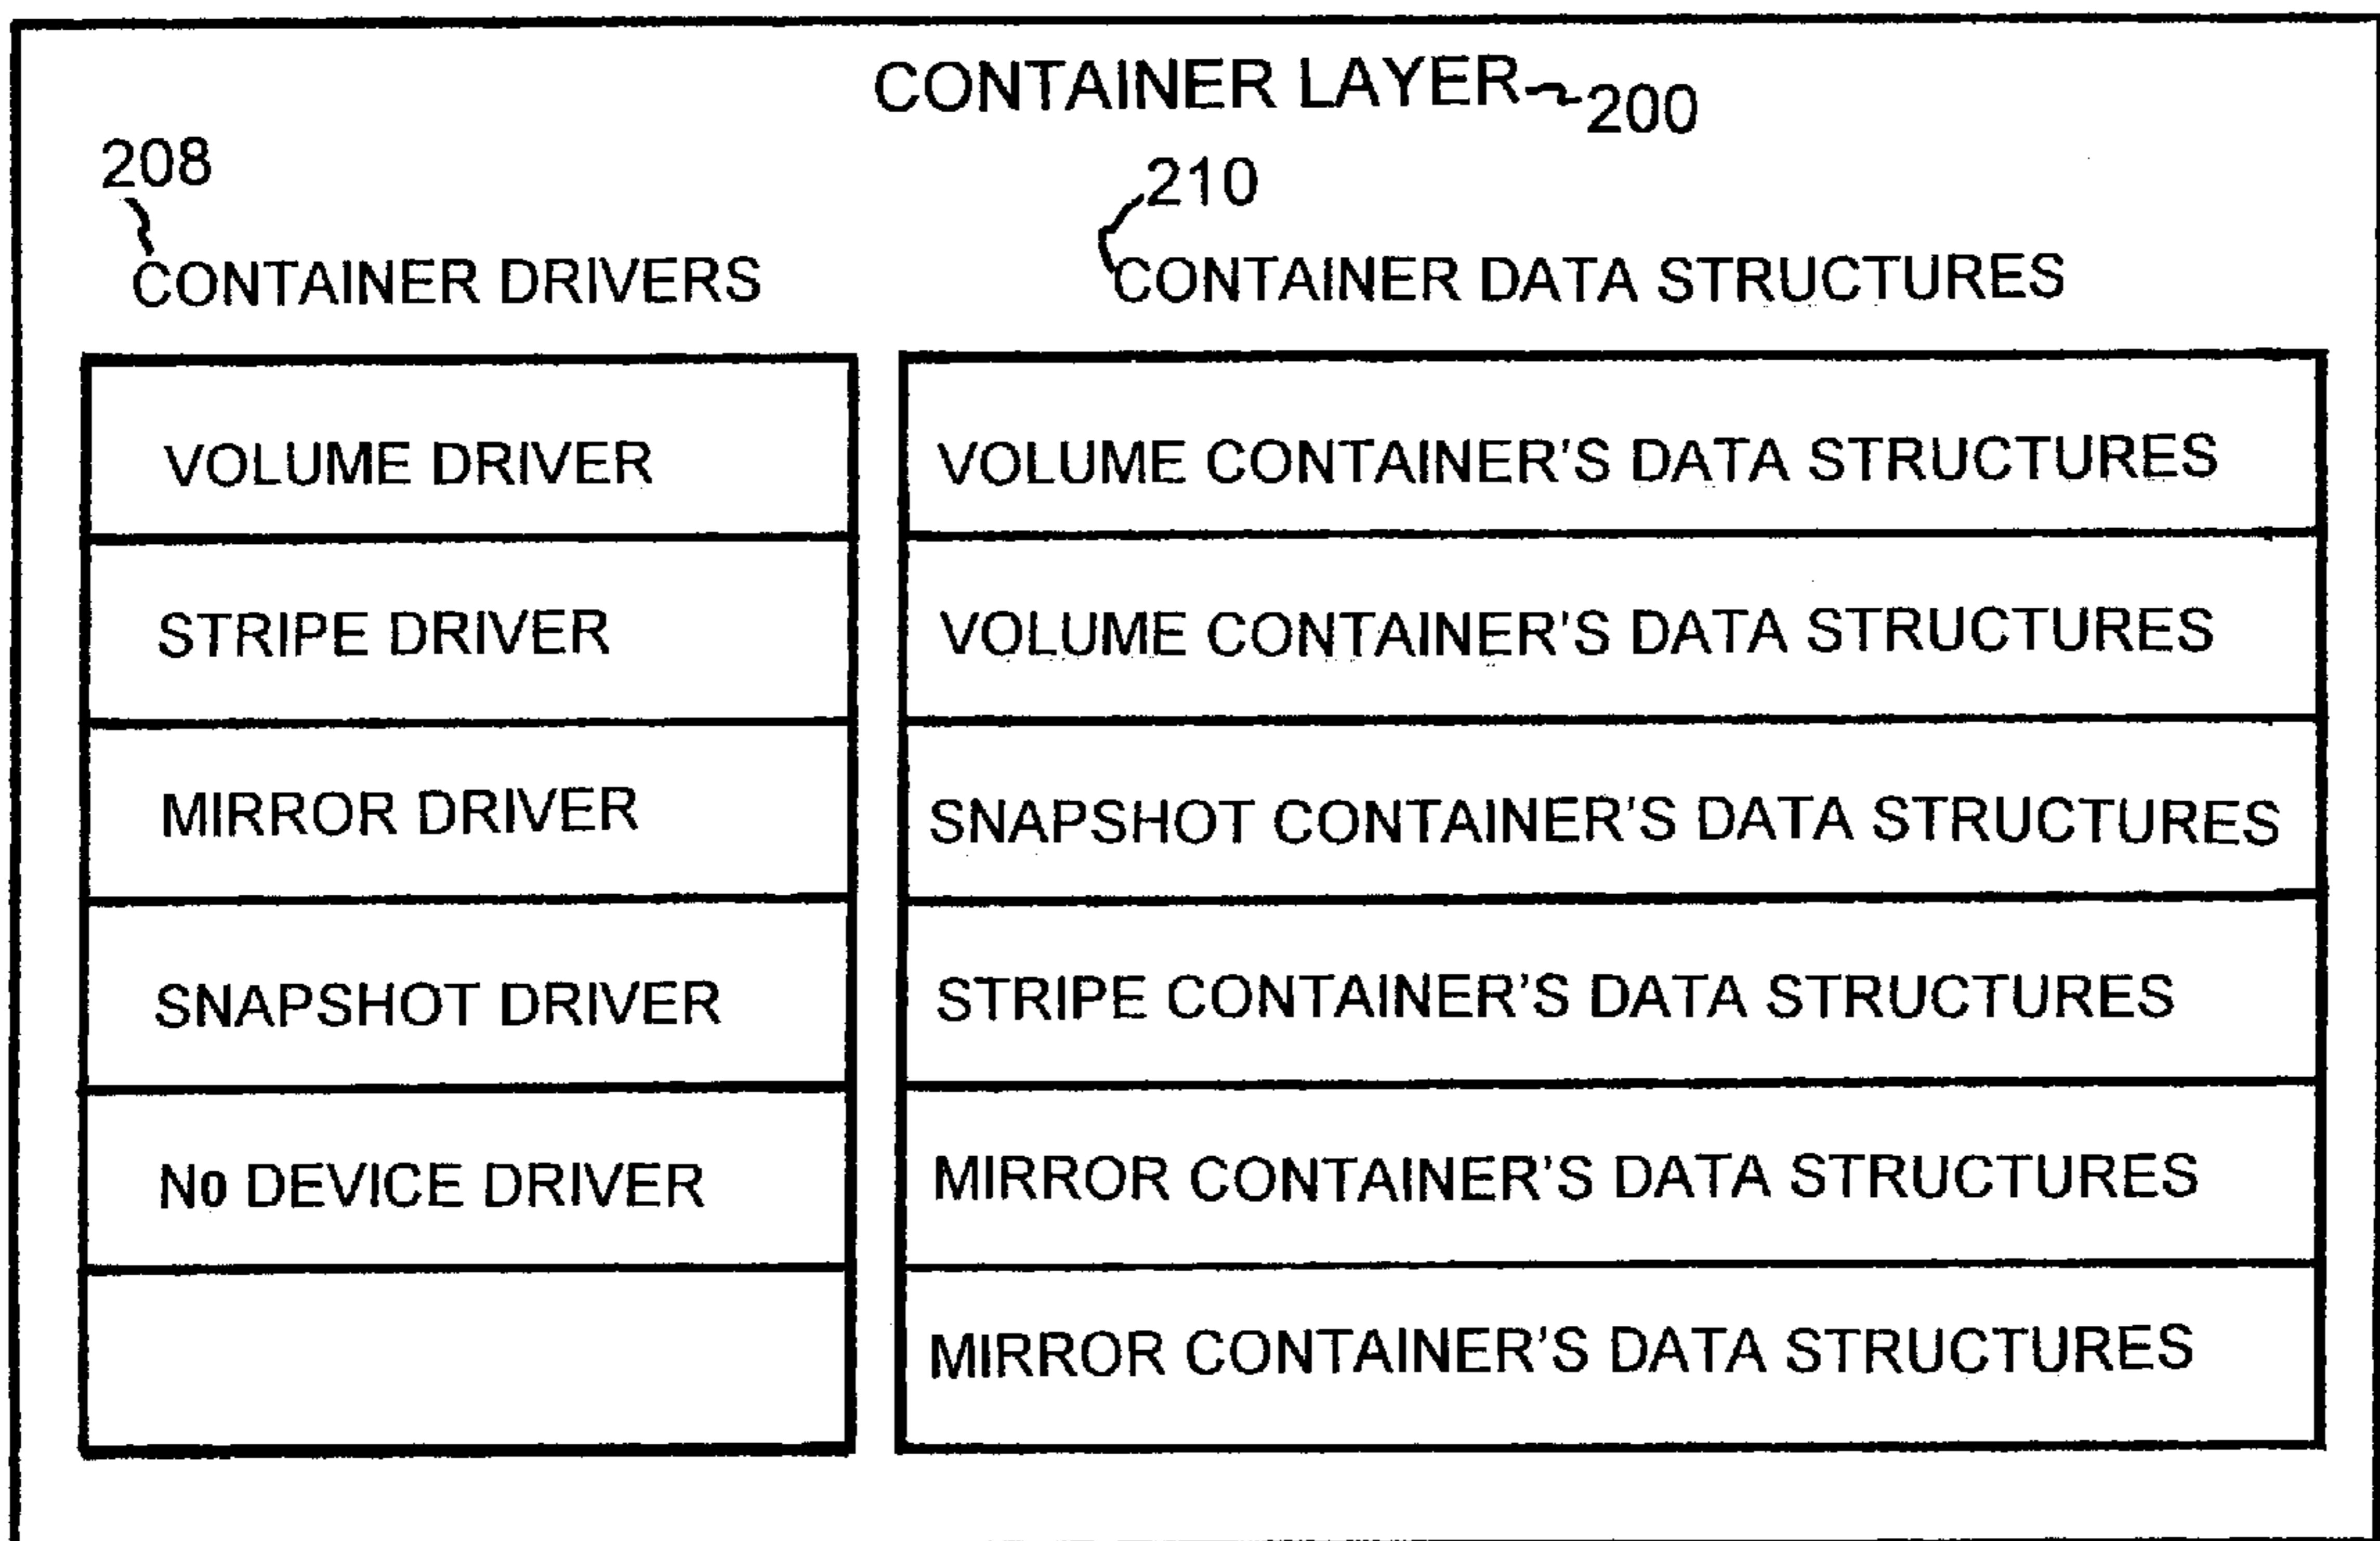 CONTAINER LAYER 200
208
210
CONTAINER DRIVERS
CONTAINER DATA STRUCTURES
VOLUME DRIVER
VOLUME CONTAINER'S DATA STRUCTURES
STRIPE DRIVER
VOLUME CONTAINER'S DATA STRUCTURES
MIRROR DRIVER
SNAPSHOT CONTAINER'S DATA STRUCTURES
SNAPSHOT DRIVER
STRIPE CONTAINER'S DATA STRUCTURES
No DEVICE DRIVER
MIRROR CONTAINER'S DATA STRUCTURES
MIRROR CONTAINER'S DATA STRUCTURES